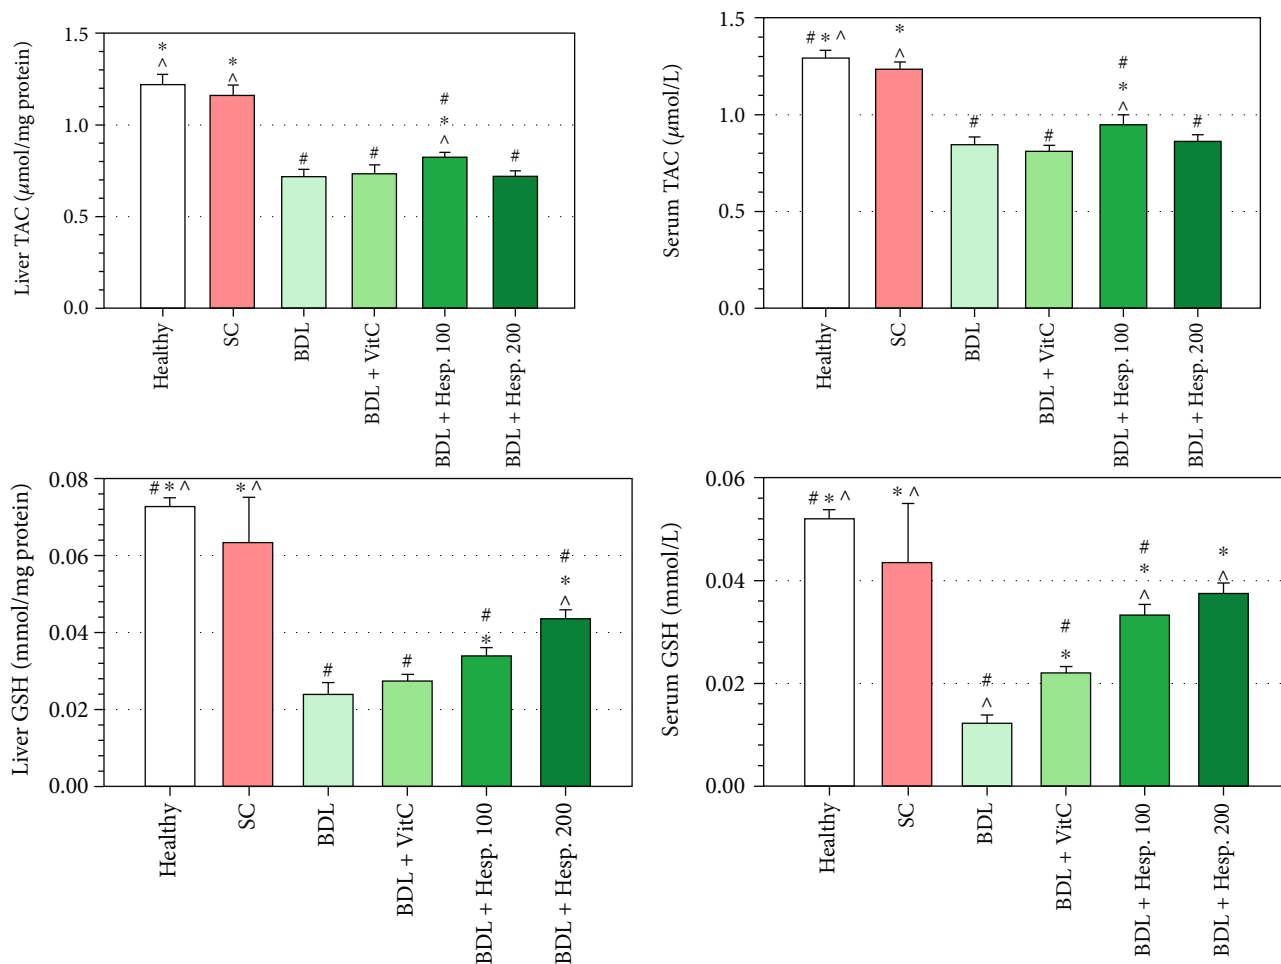 Liver TAC (μmol/mg protein)
1.5
1.0
0.5
0.0
*
^
*
^
#
#
#
*
^
#
Healthy
SC
BDL
BDL + VitC
BDL + Hesp. 100
BDL + Hesp. 200
Serum TAC (μmol/L)
1.5
1.0
0.5
0.0
# * ^
*
^
#
#
#
*
^
#
Healthy
SC
BDL
BDL + VitC
BDL + Hesp. 100
BDL + Hesp. 200
Liver GSH (mmol/mg protein)
0.08
0.06
0.04
0.02
0.00
# * ^
* ^
#
#
#
*
#
*
^
Healthy
SC
BDL
BDL + VitC
BDL + Hesp. 100
BDL + Hesp. 200
Serum GSH (mmol/L)
0.06
0.04
0.02
0.00
# * ^
* ^
#
^
#
*
#
*
^
*
^
Healthy
SC
BDL
BDL + VitC
BDL + Hesp. 100
BDL + Hesp. 200